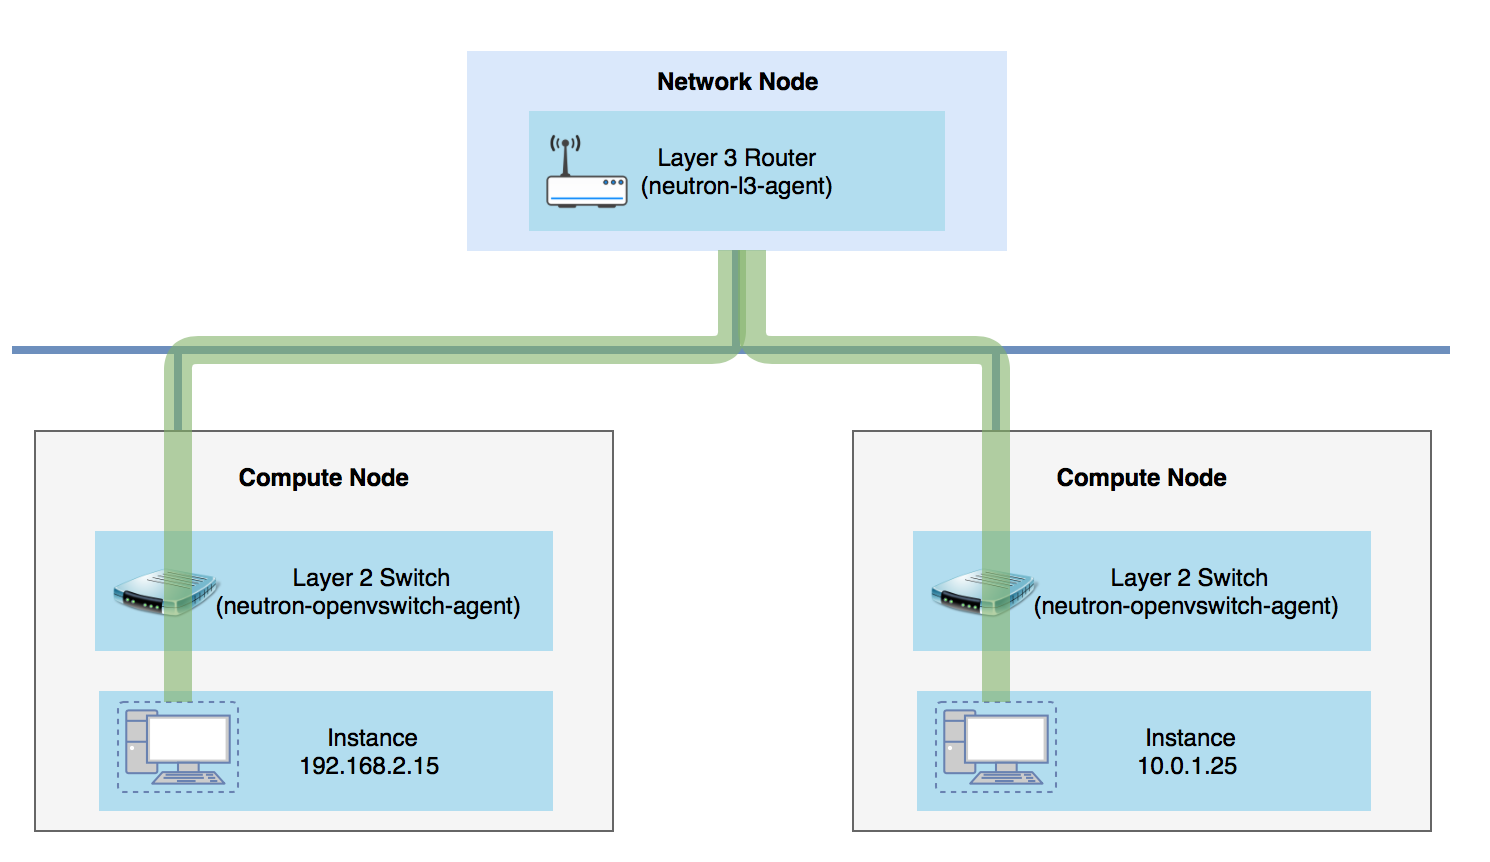 Network Node
Layer 3 Router
(neutron-l3-agent)
Compute Node
Layer 2 Switch
(neutron-openvswitch-agent)
Instance
192.168.2.15
Compute Node
Layer 2 Switch
(neutron-openvswitch-agent)
Instance
10.0.1.25